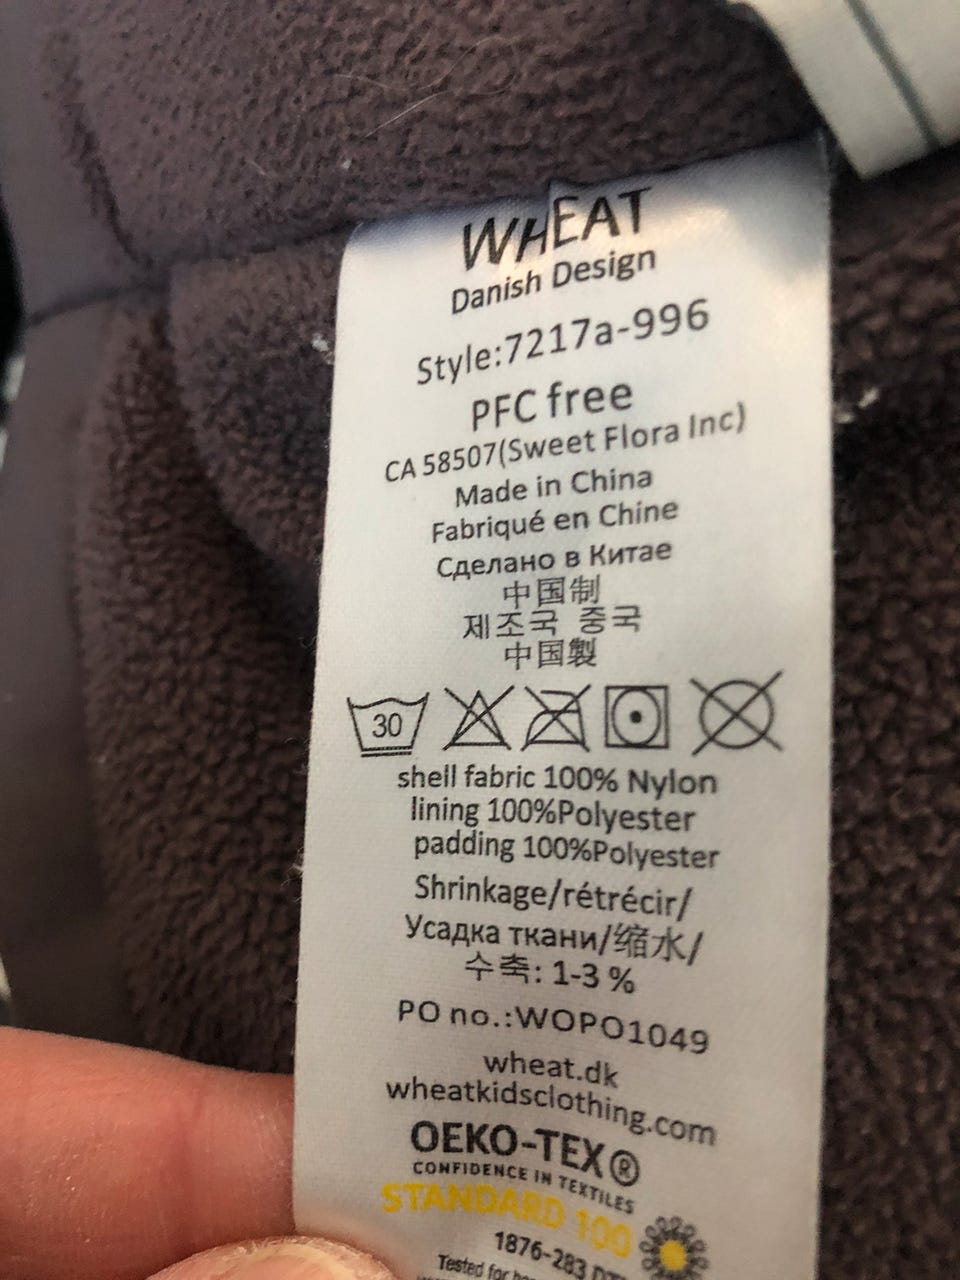 WHEAT
Danish Design
Style:7217a-996
PFC free
CA 58507(Sweet Flora Inc)
Made in China
Fabriqué en Chine
Сделано в Китае
中国制
제조국 중국
中国製
30
shell fabric 100% Nylon
lining 100%Polyester
padding 100%Polyester
Shrinkage/rétrécir/
Усадка ткани/缩水/
수축: 1-3 %
PO no.:WOPO1049
wheat.dk
wheatkidsclothing.com
OEKO-TEX®
CONFIDENCE IN TEXTILES
STANDARD 100
1876-283
Tested for